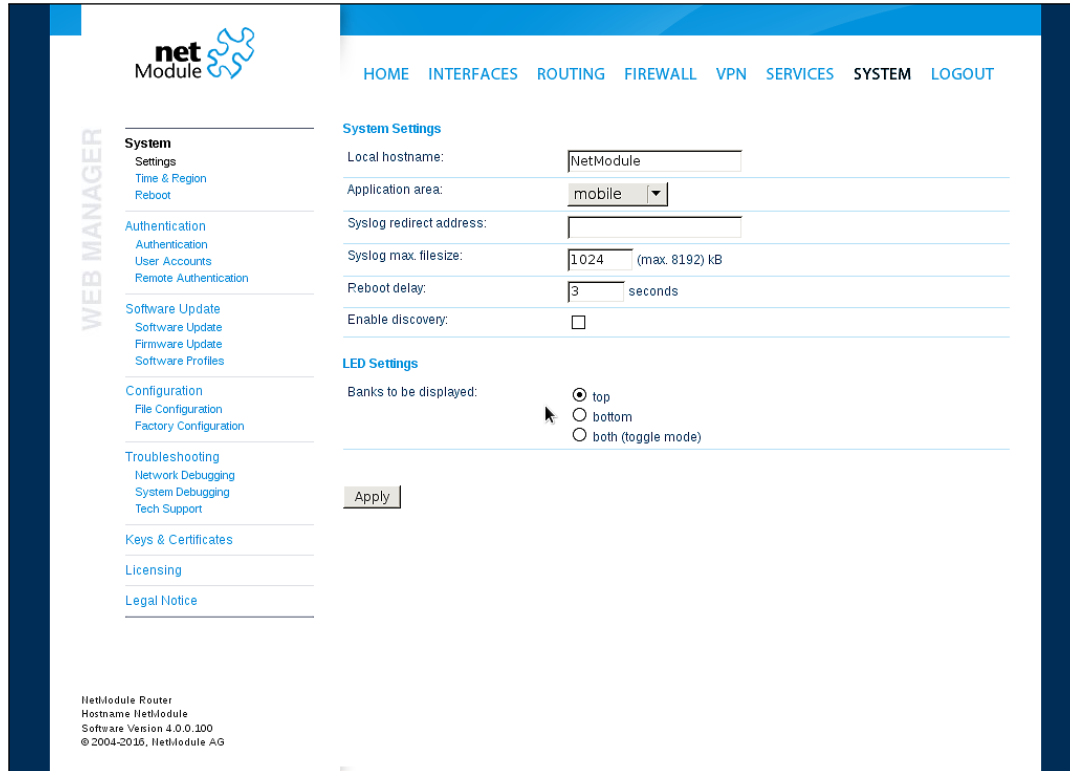 net
Module
HOME INTERFACES ROUTING FIREWALL VPN SERVICES SYSTEM LOGOUT
WEB MANAGER
System
Settings
Time & Region
Reboot
Authentication
Authentication
User Accounts
Remote Authentication
Software Update
Software Update
Firmware Update
Software Profiles
Configuration
File Configuration
Factory Configuration
Troubleshooting
Network Debugging
System Debugging
Tech Support
Keys & Certificates
Licensing
Legal Notice
System Settings
Local hostname: NetModule
Application area: mobile
Syslog redirect address:
Syslog max. filesize: 1024 (max. 8192) kB
Reboot delay: 3 seconds
Enable discovery:
LED Settings
Banks to be displayed: top
bottom
both (toggle mode)
Apply
NetModule Router
Hostname NetModule
Software Version 4.0.0.100
© 2004-2016, NetModule AG